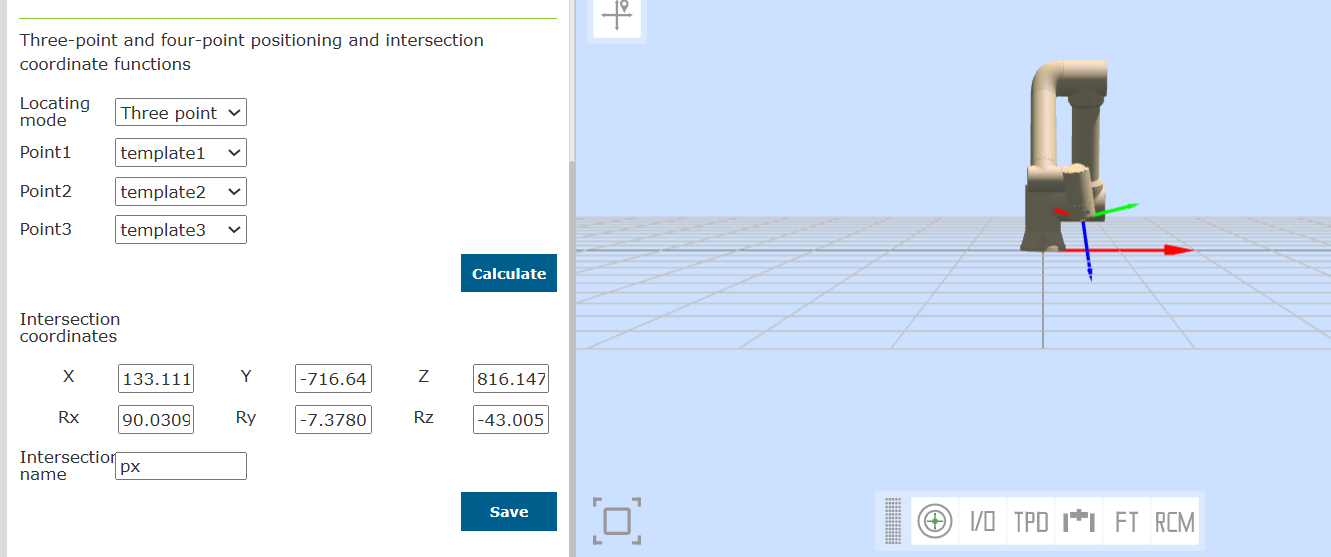 Three-point and four-point positioning and intersection
coordinate functions
Locating
mode
Three point
Point1
template1
Point2
template2
Point3
template3
Calculate
Intersection
coordinates
X 133.111 Y -716.64 Z 816.147
Rx 90.0309 Ry -7.3780 Rz -43.005
Intersection
name
px
Save
I/O TPD FT RCM